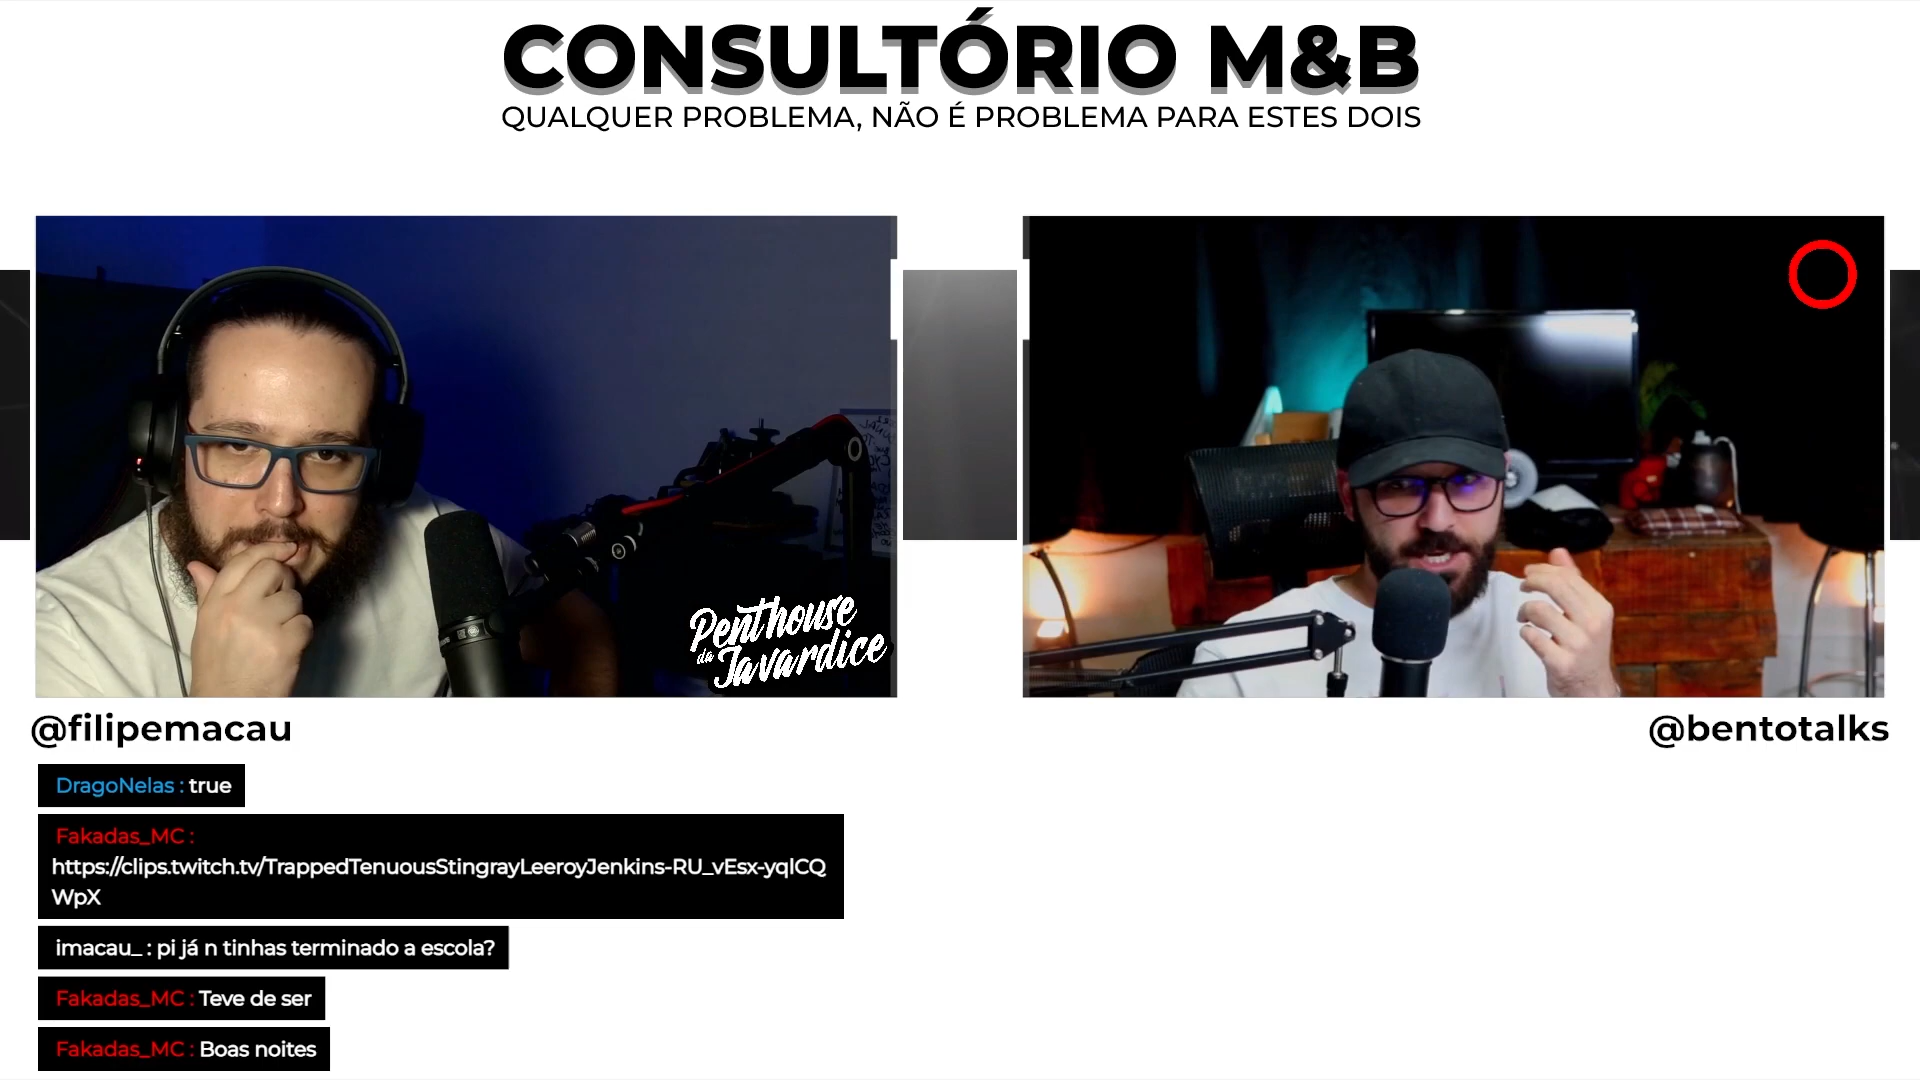 CONSULTÓRIO M&B
QUALQUER PROBLEMA, NÃO É PROBLEMA PARA ESTES DOIS
Penthouse
da Javardice
@filipemacau
@bentotalks
DragoNelas : true
Fakadas_MC :
https://clips.twitch.tv/TrappedTenuousStingrayLeeroyJenkins-RU_vEsx-yqlCQ
WpX
imacau_ : pi já n tinhas terminado a escola?
Fakadas_MC : Teve de ser
Fakadas_MC : Boas noites